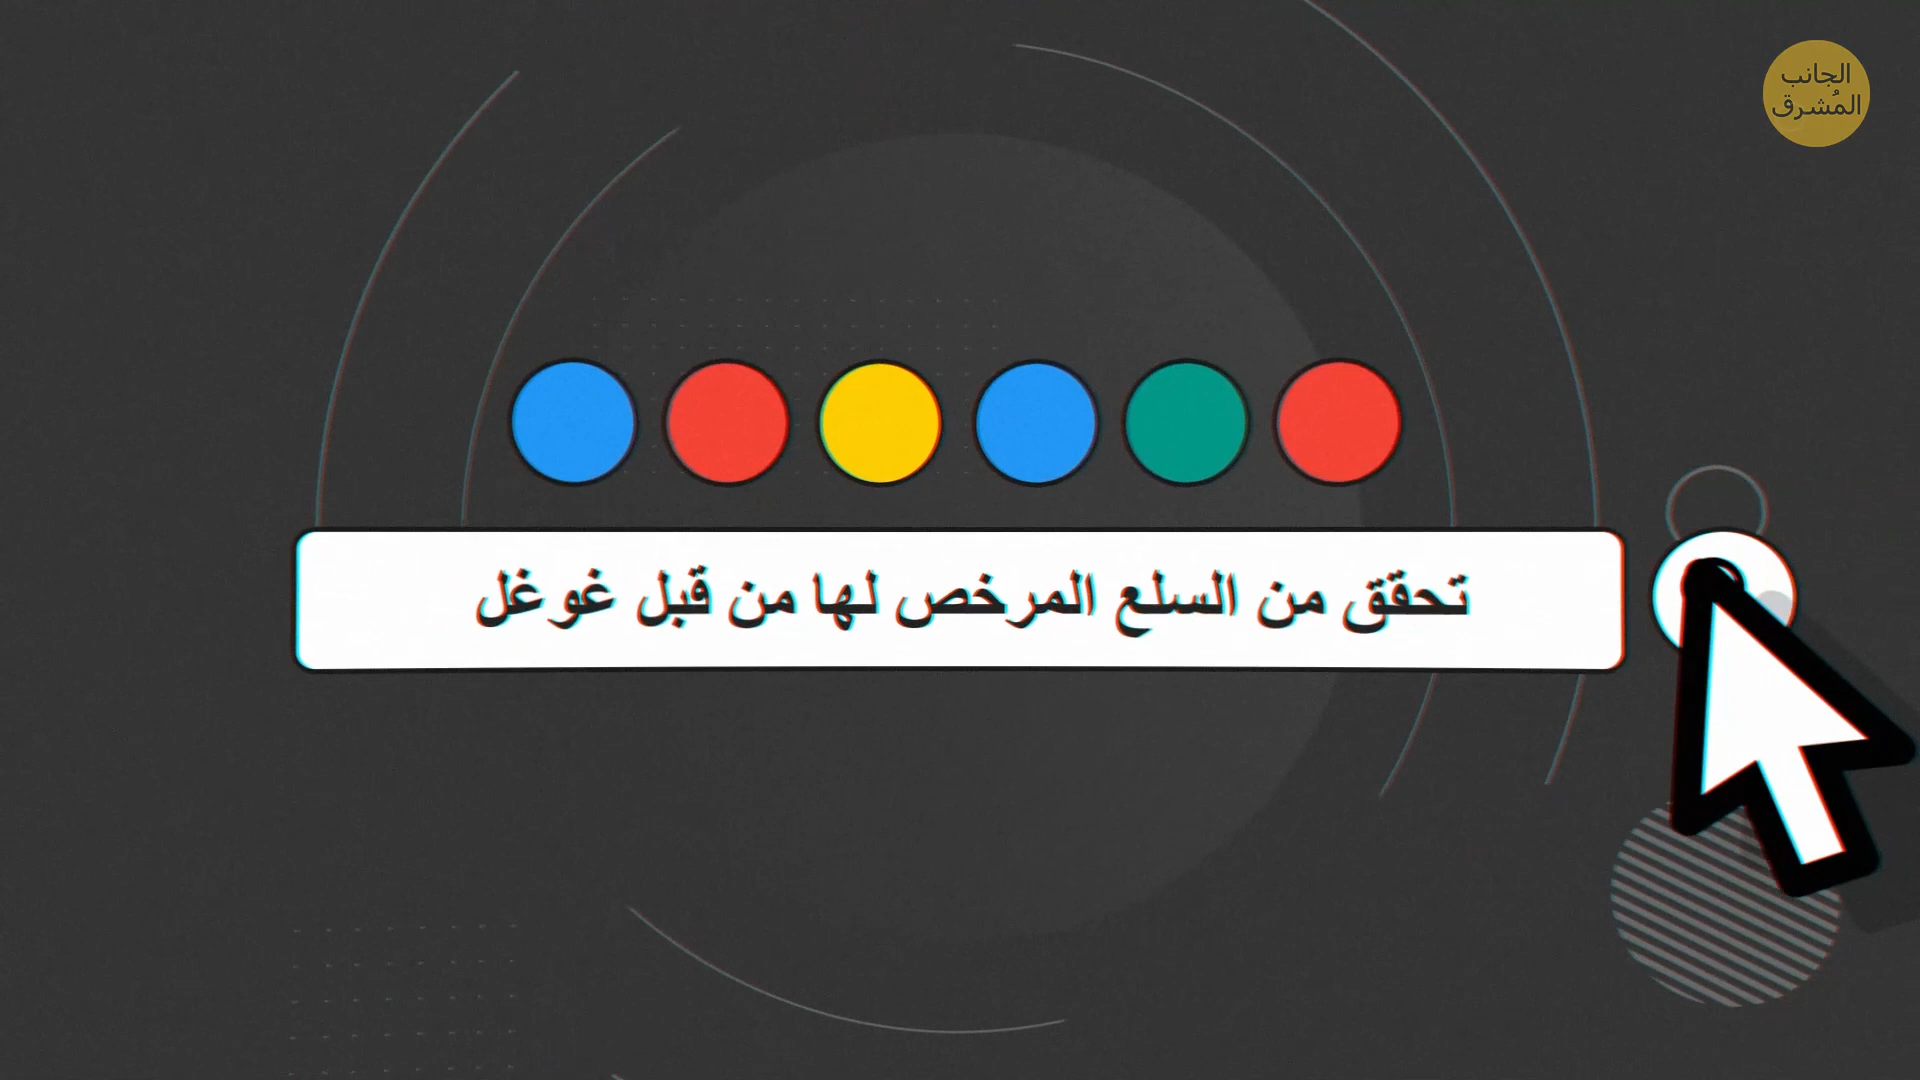 الجانب
المُشرق
تحقق من السلع المرخص لها من قبل غوغل